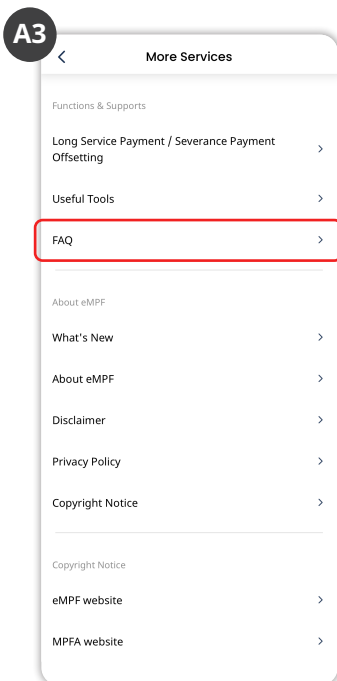 A3
More Services
Functions & Supports
Long Service Payment / Severance Payment
Offsetting
Useful Tools
FAQ
About eMPF
What's New
About eMPF
Disclaimer
Privacy Policy
Copyright Notice
Copyright Notice
eMPF website
MPFA website